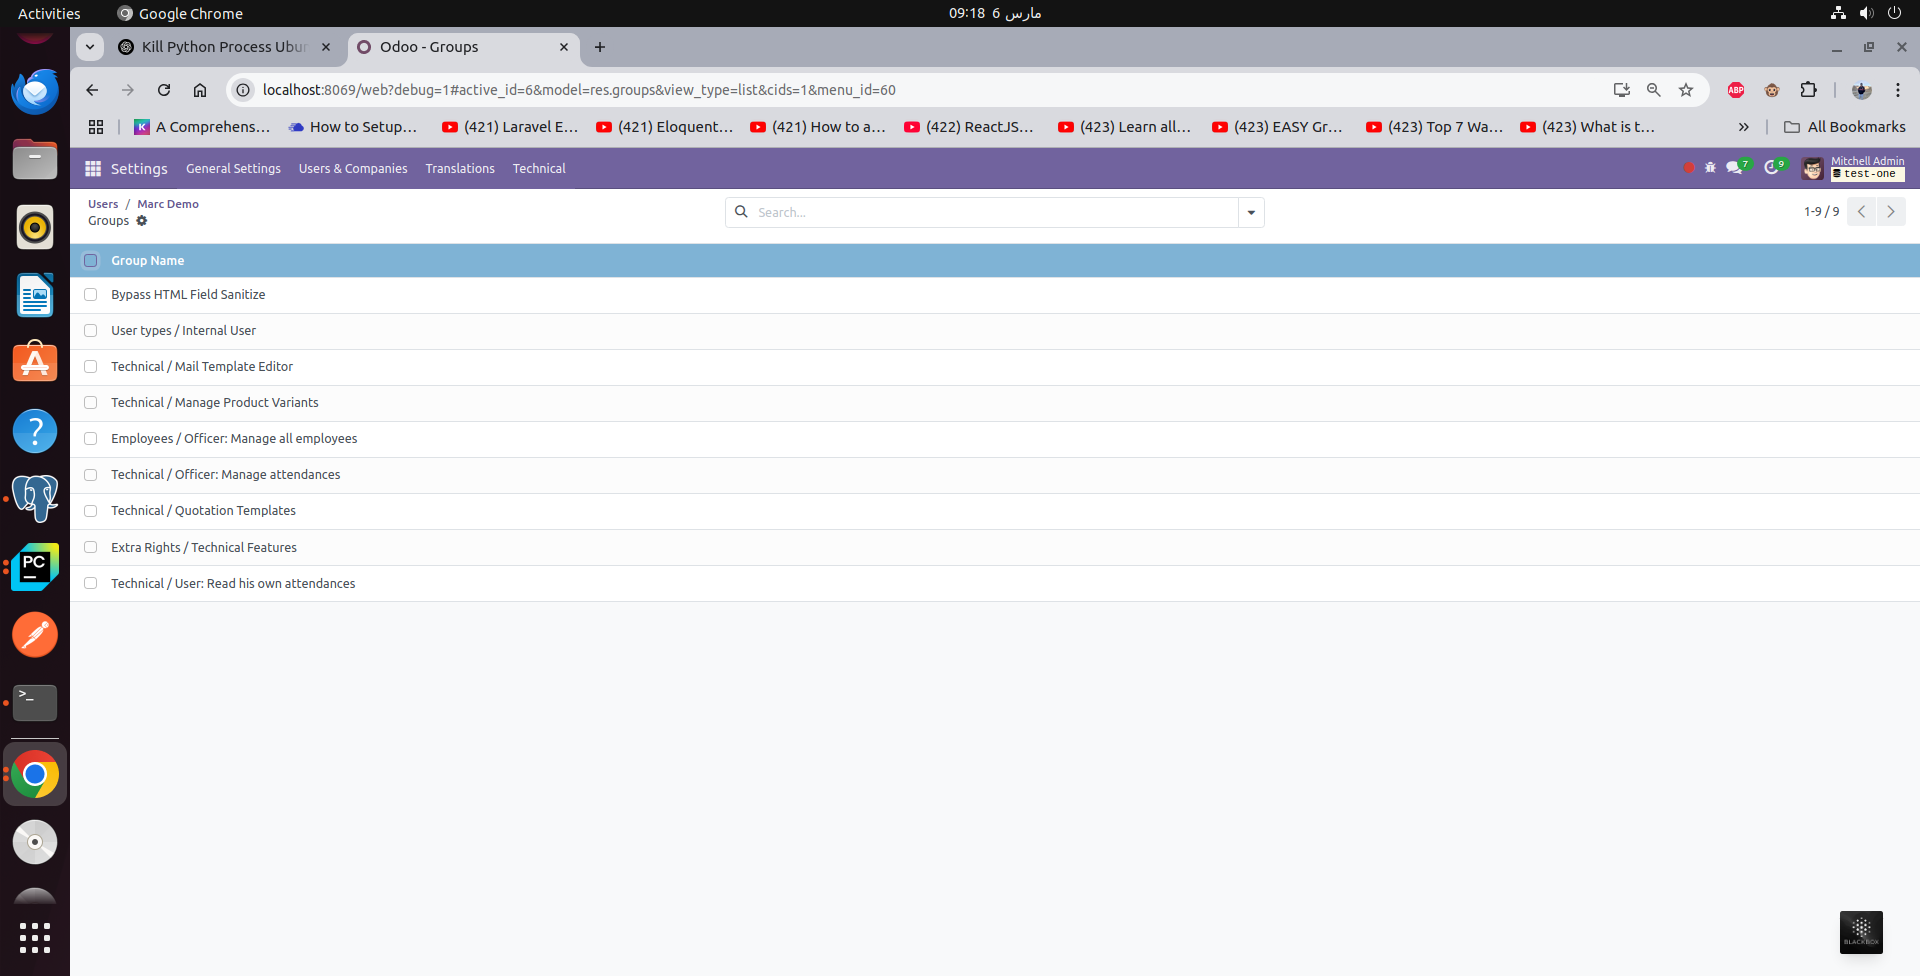 Activities
Google Chrome
09:18  6 مارس
Kill Python Process Ubun
Odoo - Groups
localhost:8069/web?debug=1#active_id=6&model=res.groups&view_type=list&cids=1&menu_id=60
ABP
K
A Comprehens...
How to Setup...
(421) Laravel E...
(421) Eloquent...
(421) How to a...
(422) ReactJS...
(423) Learn all...
(423) EASY Gr...
(423) Top 7 Wa...
(423) What is t...
All Bookmarks
Settings
General Settings
Users & Companies
Translations
Technical
7
9
Mitchell Admin
test-one
Users / Marc Demo
Groups
Search...
1-9 / 9
Group Name
Bypass HTML Field Sanitize
User types / Internal User
Technical / Mail Template Editor
Technical / Manage Product Variants
Employees / Officer: Manage all employees
Technical / Officer: Manage attendances
Technical / Quotation Templates
Extra Rights / Technical Features
Technical / User: Read his own attendances
?
PC
>_
BLACKBOX